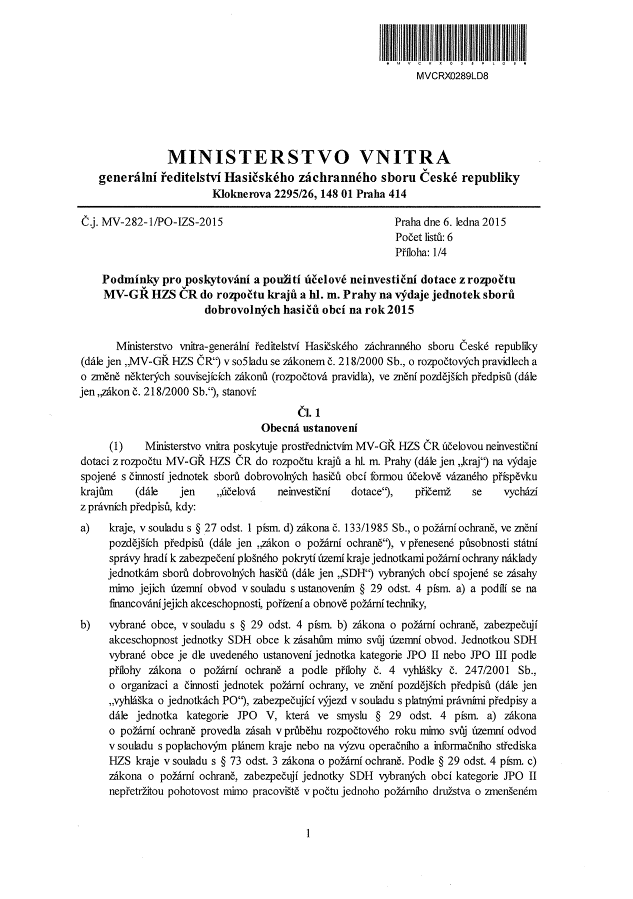 MVCRX0289LD8
MINISTERSTVO VNITRA
generální ředitelství Hasičského záchranného sboru České republiky
Kloknerova 2295/26, 148 01 Praha 414
Č.j. MV-282-1/PO-IZS-2015
Praha dne 6. ledna 2015
Počet listů: 6
Příloha: 1/4
Podmínky pro poskytování a použití účelové neinvestiční dotace z rozpočtu
MV-GŘ HZS ČR do rozpočtu krajů a hl. m. Prahy na výdaje jednotek sborů
dobrovolných hasičů obcí na rok 2015
Ministerstvo vnitra-generální ředitelství Hasičského záchranného sboru České republiky
(dále jen „MV-GŘ HZS ČR“) v so5ladu se zákonem č. 218/2000 Sb., o rozpočtových pravidlech a
o změně některých souvisejících zákonů (rozpočtová pravidla), ve znění pozdějších předpisů (dále
jen „zákon č. 218/2000 Sb.“), stanoví:
Čl. 1
Obecná ustanovení
(1) Ministerstvo vnitra poskytuje prostřednictvím MV-GŘ HZS ČR účelovou neinvestiční
dotaci z rozpočtu MV-GŘ HZS ČR do rozpočtu krajů a hl. m. Prahy (dále jen „kraj“) na výdaje
spojené s činností jednotek sborů dobrovolných hasičů obcí formou účelově vázaného příspěvku
krajům (dále jen „účelová neinvestiční dotace“), přičemž se vychází
z právních předpisů, kdy:
a) kraje, v souladu s § 27 odst. 1 písm. d) zákona č. 133/1985 Sb., o požární ochraně, ve znění
pozdějších předpisů (dále jen „zákon o požární ochraně“), v přenesené působnosti státní
správy hradí k zabezpečení plošného pokrytí území kraje jednotkami požární ochrany náklady
jednotkám sborů dobrovolných hasičů (dále jen „SDH“) vybraných obcí spojené se zásahy
mimo jejich územní obvod v souladu s ustanovením § 29 odst. 4 písm. a) a podílí se na
financování jejich akceschopnosti, pořízení a obnově požární techniky,
b) vybrané obce, v souladu s § 29 odst. 4 písm. b) zákona o požární ochraně, zabezpečují
akceschopnost jednotky SDH obce k zásahům mimo svůj územní obvod. Jednotkou SDH
vybrané obce je dle uvedeného ustanovení jednotka kategorie JPO II nebo JPO III podle
přílohy zákona o požární ochraně a podle přílohy č. 4 vyhlášky č. 247/2001 Sb.,
o organizaci a činnosti jednotek požární ochrany, ve znění pozdějších předpisů (dále jen
„vyhláška o jednotkách PO“), zabezpečující výjezd v souladu s platnými právními předpisy a
dále jednotka kategorie JPO V, která ve smyslu § 29 odst. 4 písm. a) zákona
o požární ochraně provedla zásah v průběhu rozpočtového roku mimo svůj územní odvod
v souladu s poplachovým plánem kraje nebo na výzvu operačního a informačního střediska
HZS kraje v souladu s § 73 odst. 3 zákona o požární ochraně. Podle § 29 odst. 4 písm. c)
zákona o požární ochraně, zabezpečují jednotky SDH vybraných obcí kategorie JPO II
nepřetržitou pohotovost mimo pracoviště v počtu jednoho požárního družstva o zmenšeném
1